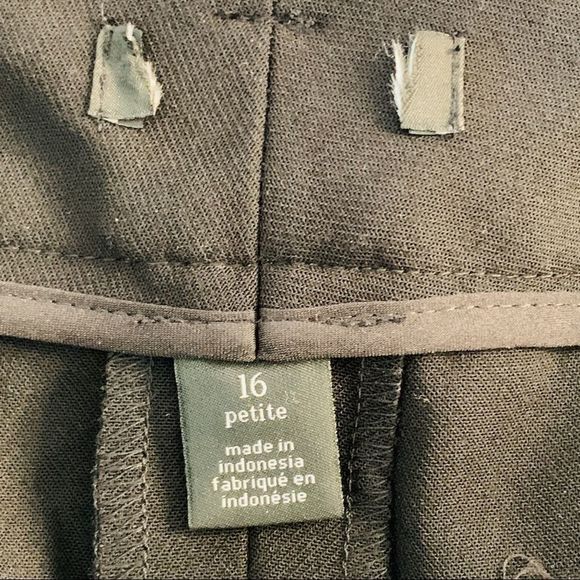 16
petite
made in
indonesia
fabriqué en
indonésie